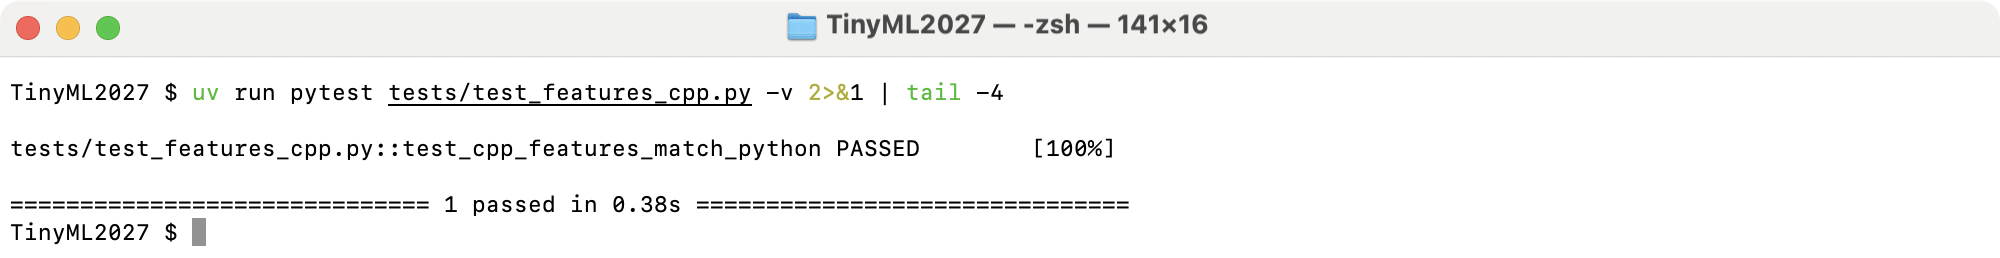 TinyML2027 — -zsh — 141×16
TinyML2027 $ uv run pytest tests/test_features_cpp.py -v 2>&1 | tail -4
tests/test_features_cpp.py::test_cpp_features_match_python PASSED        [100%]
============================== 1 passed in 0.38s ===============================
TinyML2027 $